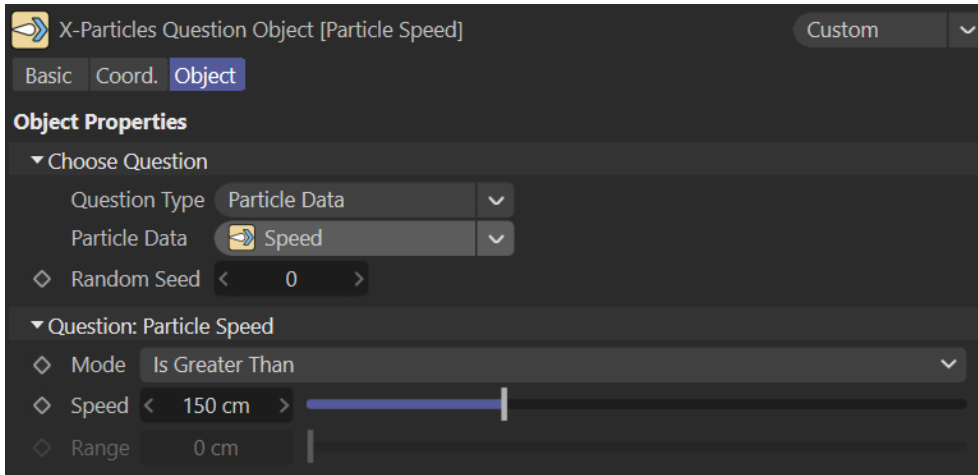 X-Particles Question Object [Particle Speed] Custom
Basic Coord. Object
Object Properties
Choose Question
Question Type Particle Data
Particle Data Speed
Random Seed 0
Question: Particle Speed
Mode Is Greater Than
Speed 150 cm
Range 0 cm